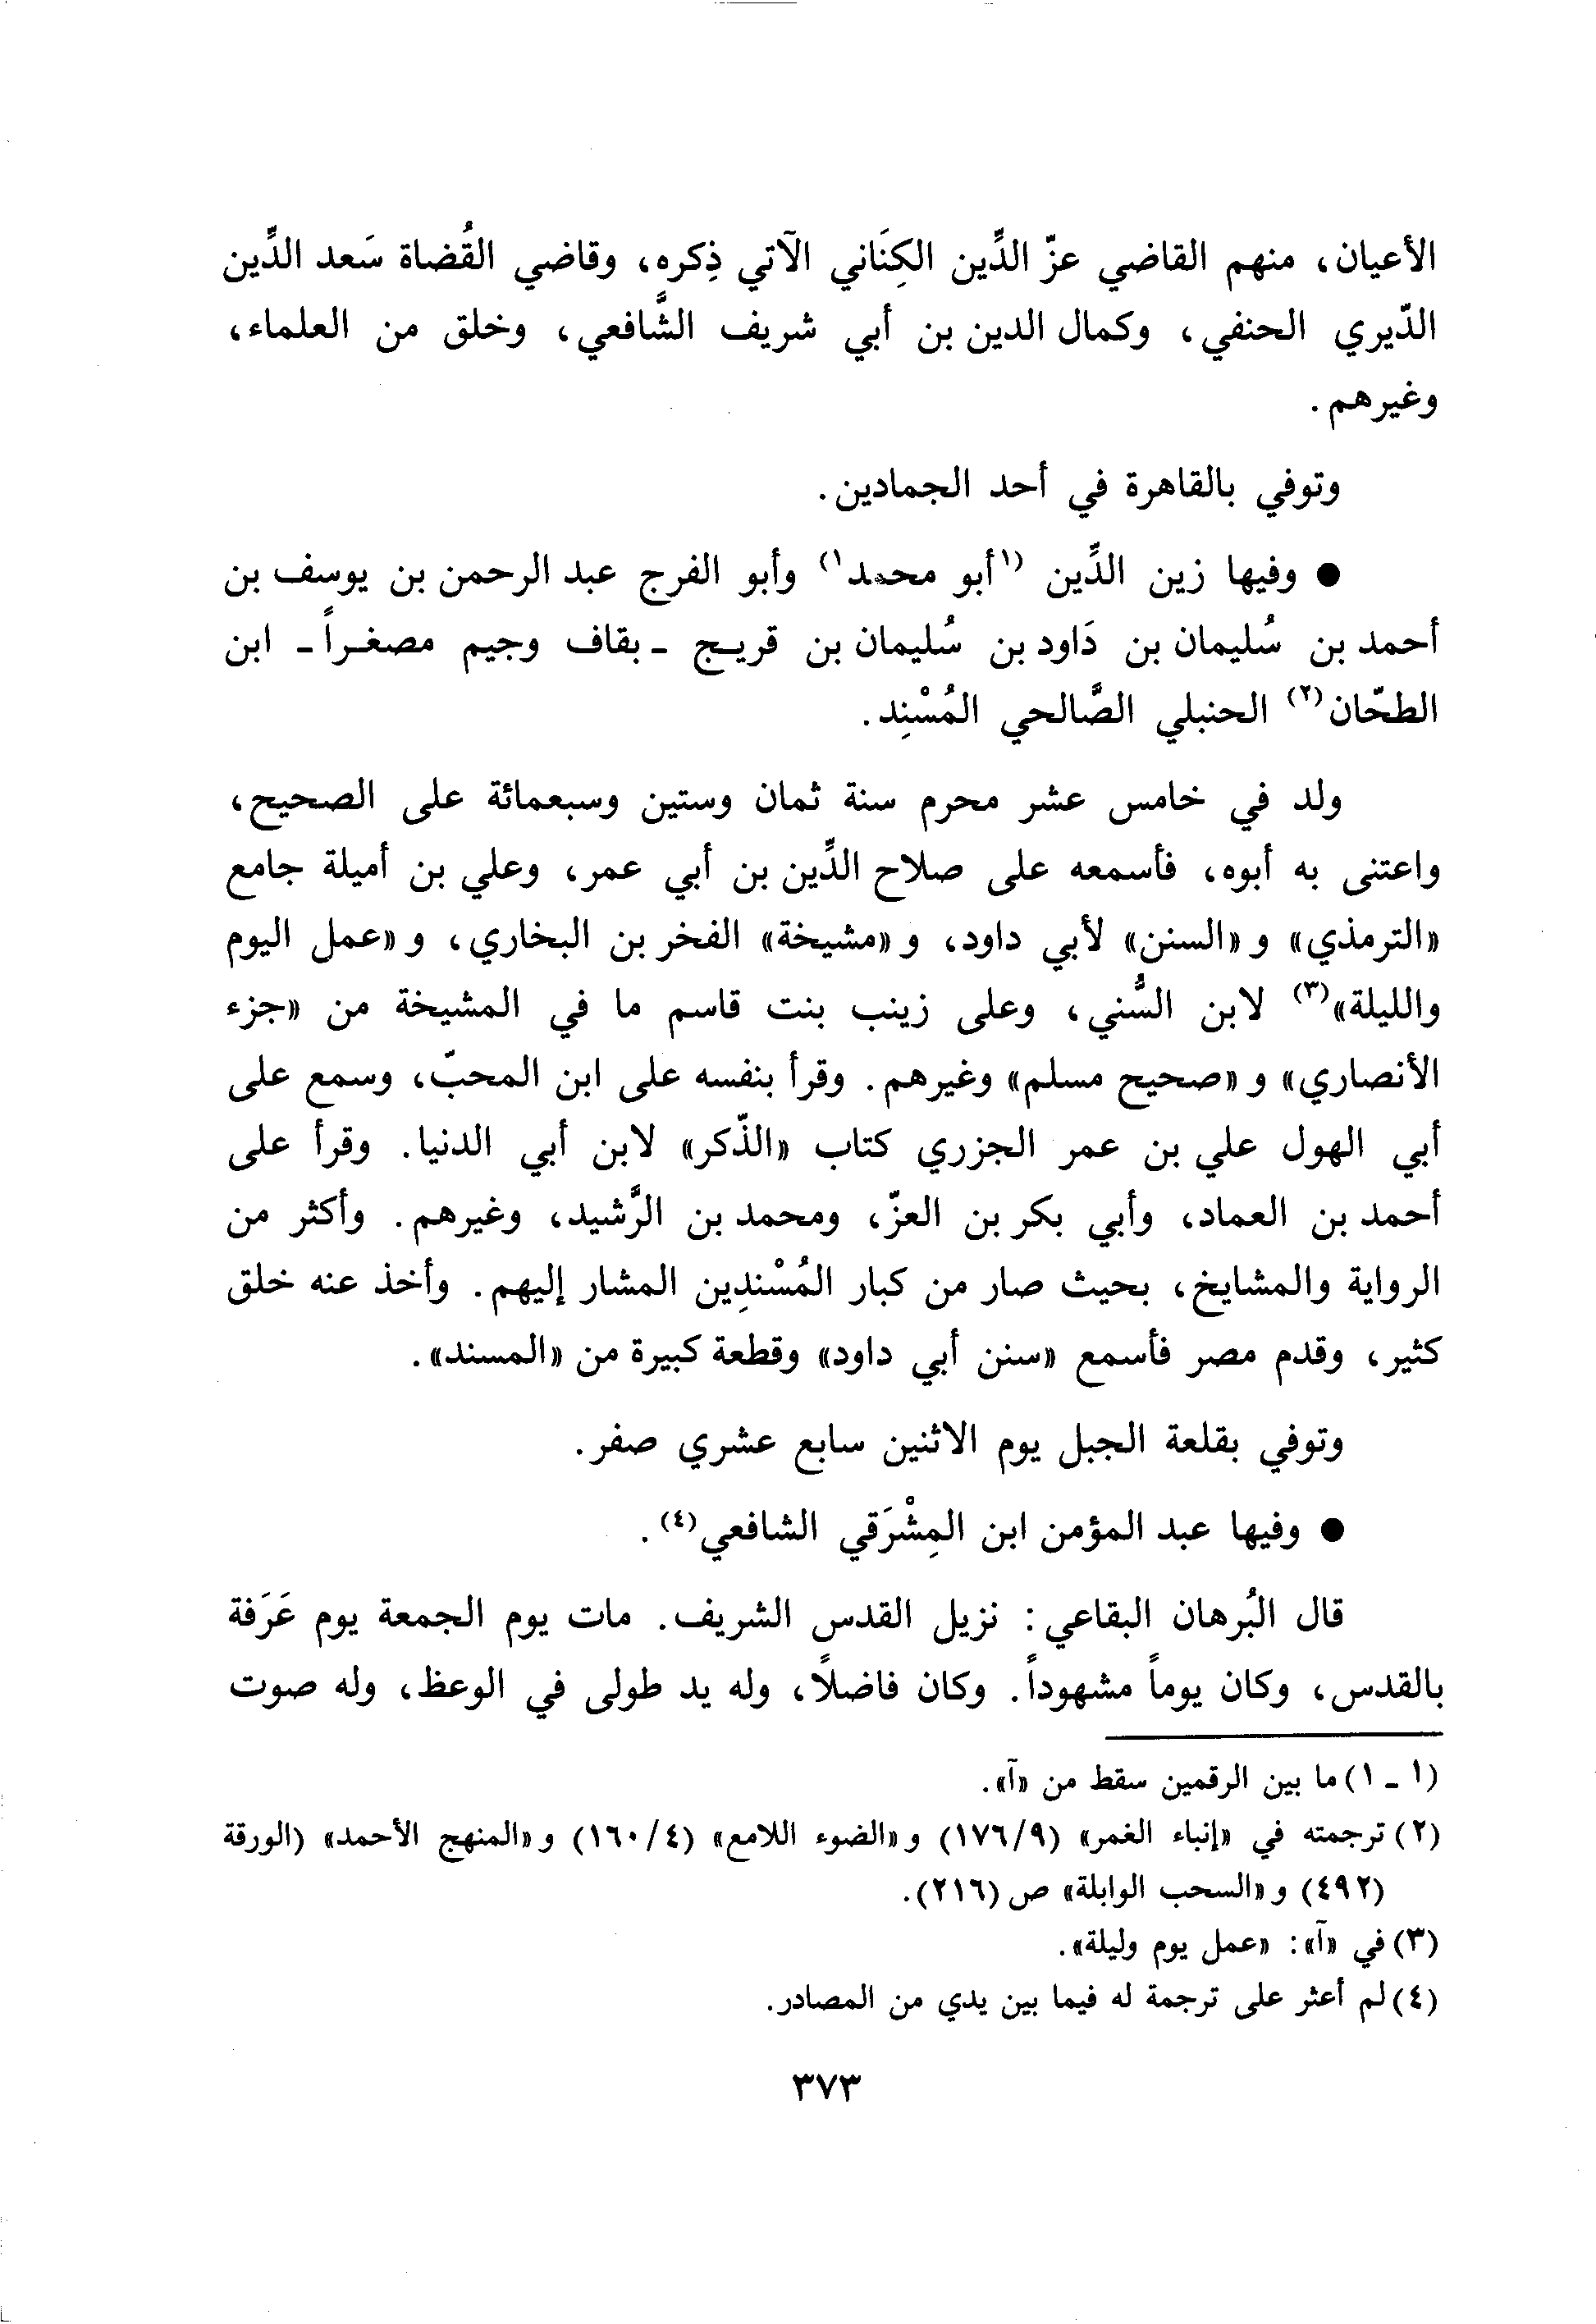 الأعيان، منهم القاضي عزّ الدِّين الكِنَاني الآتي ذِكره، وقاضي القُضاة سَعد الدِّين
الدّيري الحنفي، وكمال الدين بن أبي شريف الشَّافعي، وخلق من العلماء،
وغيرهم.
وتوفي بالقاهرة في أحد الجمادين.
● وفيها زين الدِّين (١أبو محمد١) وأبو الفرج عبد الرحمن بن يوسف بن
أحمد بن سُليمان بن دَاود بن سُليمان بن قريـج - بقاف وجيم مصغـراً - ابن
الطحّان(٢) الحنبلي الصَّالحي المُسْنِد.
ولد في خامس عشر محرم سنة ثمان وستين وسبعمائة على الصحيح،
واعتنى به أبوه، فأسمعه على صلاح الدِّين بن أبي عمر، وعلي بن أميلة جامع
«الترمذي» و «السنن» لأبي داود، و «مشيخة» الفخر بن البخاري، و «عمل اليوم
والليلة»(٣) لابن السُّني، وعلى زينب بنت قاسم ما في المشيخة من «جزء
الأنصاري» و «صحيح مسلم» وغيرهم. وقرأ بنفسه على ابن المحبّ، وسمع على
أبي الهول علي بن عمر الجزري كتاب «الذّكر» لابن أبي الدنيا. وقرأ على
أحمد بن العماد، وأبي بكر بن العزّ، ومحمد بن الرَّشيد، وغيرهم. وأكثر من
الرواية والمشايخ، بحيث صار من كبار المُسْنِدين المشار إليهم. وأخذ عنه خلق
كثير، وقدم مصر فأسمع «سنن أبي داود» وقطعة كبيرة من «المسند».
وتوفي بقلعة الجبل يوم الاثنين سابع عشري صفر.
● وفيها عبد المؤمن ابن المِشْرَقي الشافعي(٤).
قال البُرهان البقاعي: نزيل القدس الشريف. مات يوم الجمعة يوم عَرَفة
بالقدس، وكان يوماً مشهوداً. وكان فاضلاً، وله يد طولى في الوعظ، وله صوت
(١ - ١) ما بين الرقمين سقط من «آ».
(٢) ترجمته في «إنباء الغمر» (٩/ ١٧٦) و «الضوء اللامع» (٤/ ١٦٠) و «المنهج الأحمد» (الورقة
(٤٩٢) و «السحب الوابلة» ص (٢١٦).
(٣) في «آ»: «عمل يوم وليلة».
(٤) لم أعثر على ترجمة له فيما بين يدي من المصادر.
٣٧٣